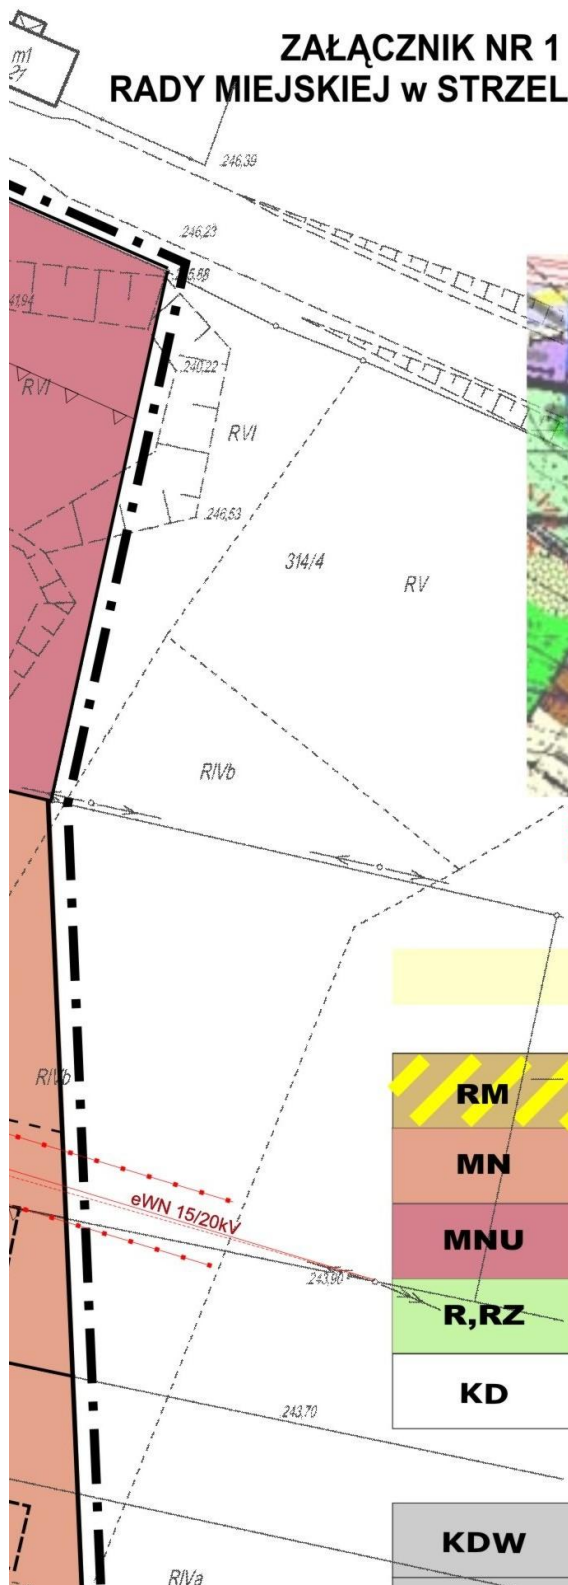 ZAŁĄCZNIK NR 1
RADY MIEJSKIEJ w STRZEL
m1
246,39
246,23
240,22
RVI
RVI
246,53
314/4
RV
RIVb
RIVb
RM
MN
eWN 15/20kV
MNU
243,90
R,RZ
KD
243,70
KDW
RIVa